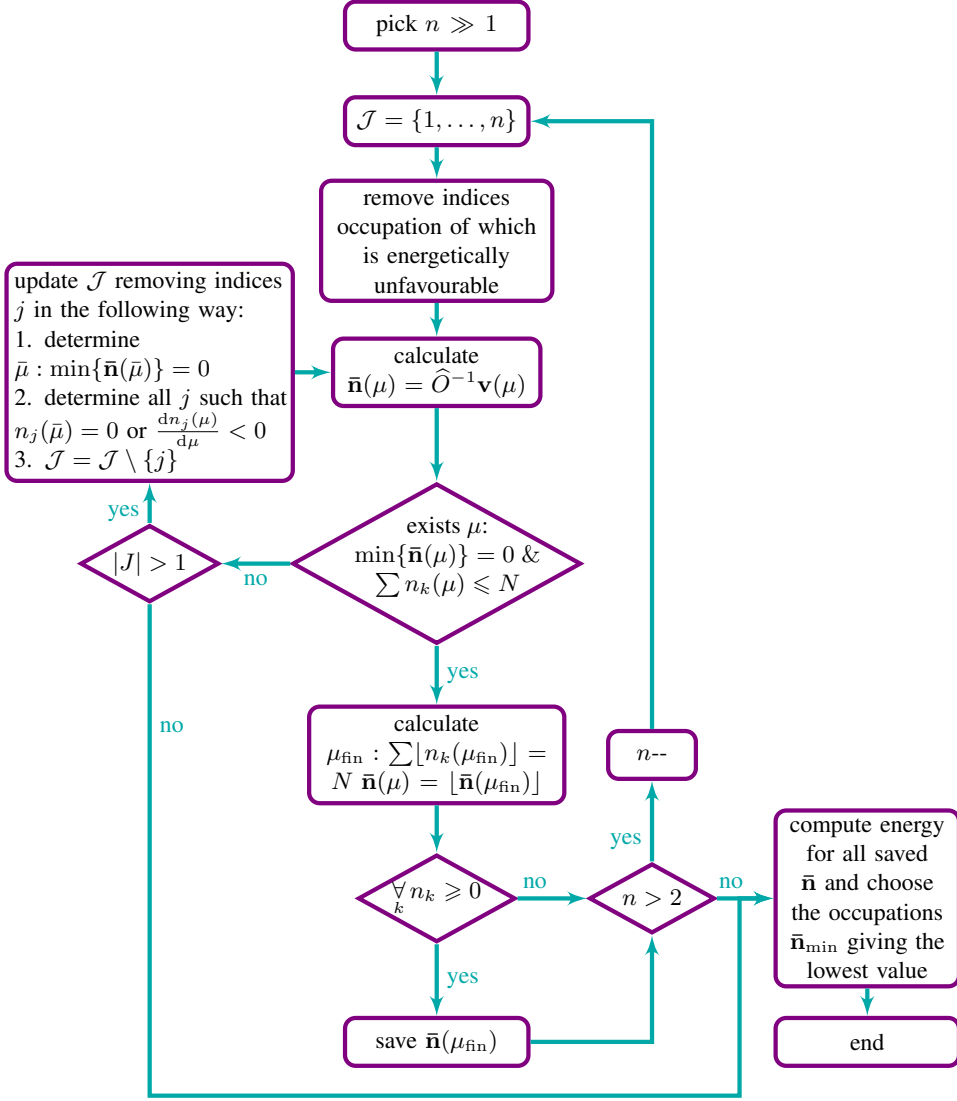 pick n ≫ 1
𝒥 = {1, . . . , n}
remove indices
occupation of which
is energetically
unfavourable
update 𝒥 removing indices
j in the following way:
1. determine
μ̄ : min{n̄(μ̄)} = 0
2. determine all j such that
n_j(μ̄) = 0 or dn_j(μ)/dμ < 0
3. 𝒥 = 𝒥 \ {j}
calculate
n̄(μ) = Ô⁻¹v(μ)
yes
|J| > 1
no
exists μ:
min{n̄(μ)} = 0 &
∑ n_k(μ) ⩽ N
yes
no
calculate
μ_fin : ∑⌊n_k(μ_fin)⌋ =
N n̄(μ) = ⌊n̄(μ_fin)⌋
n--
yes
∀_k n_k ⩾ 0
no
n > 2
no
compute energy
for all saved
n̄ and choose
the occupations
n̄_min giving the
lowest value
yes
save n̄(μ_fin)
end